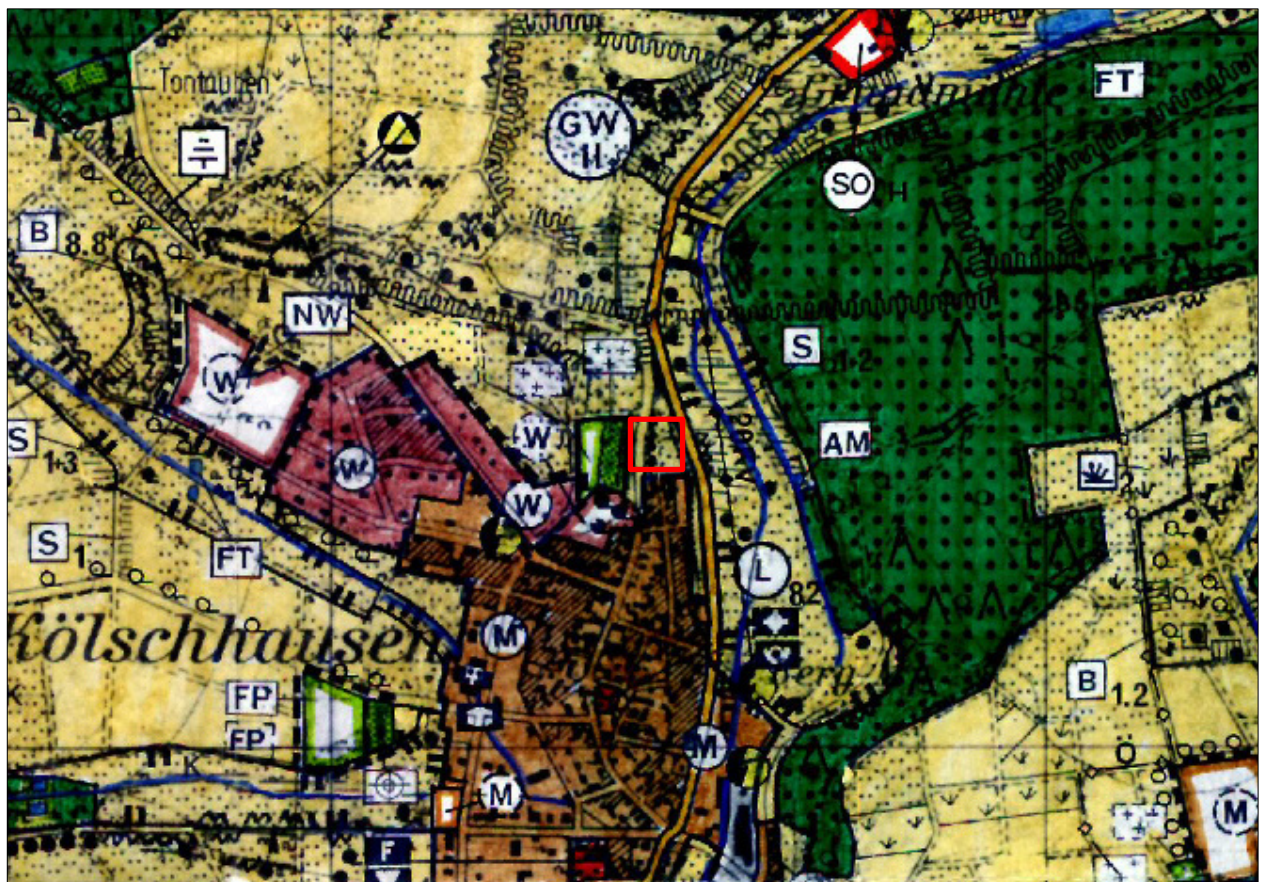 Tontauben
FT
GW
II
SO
H
B 8.8
NW
S 1.2
W
S
1.3
W
AM
W
W
S 1
FT
L
82
Kölschhausen
M
B 1.2
FP
FP
Ö
M
K
M
M
F